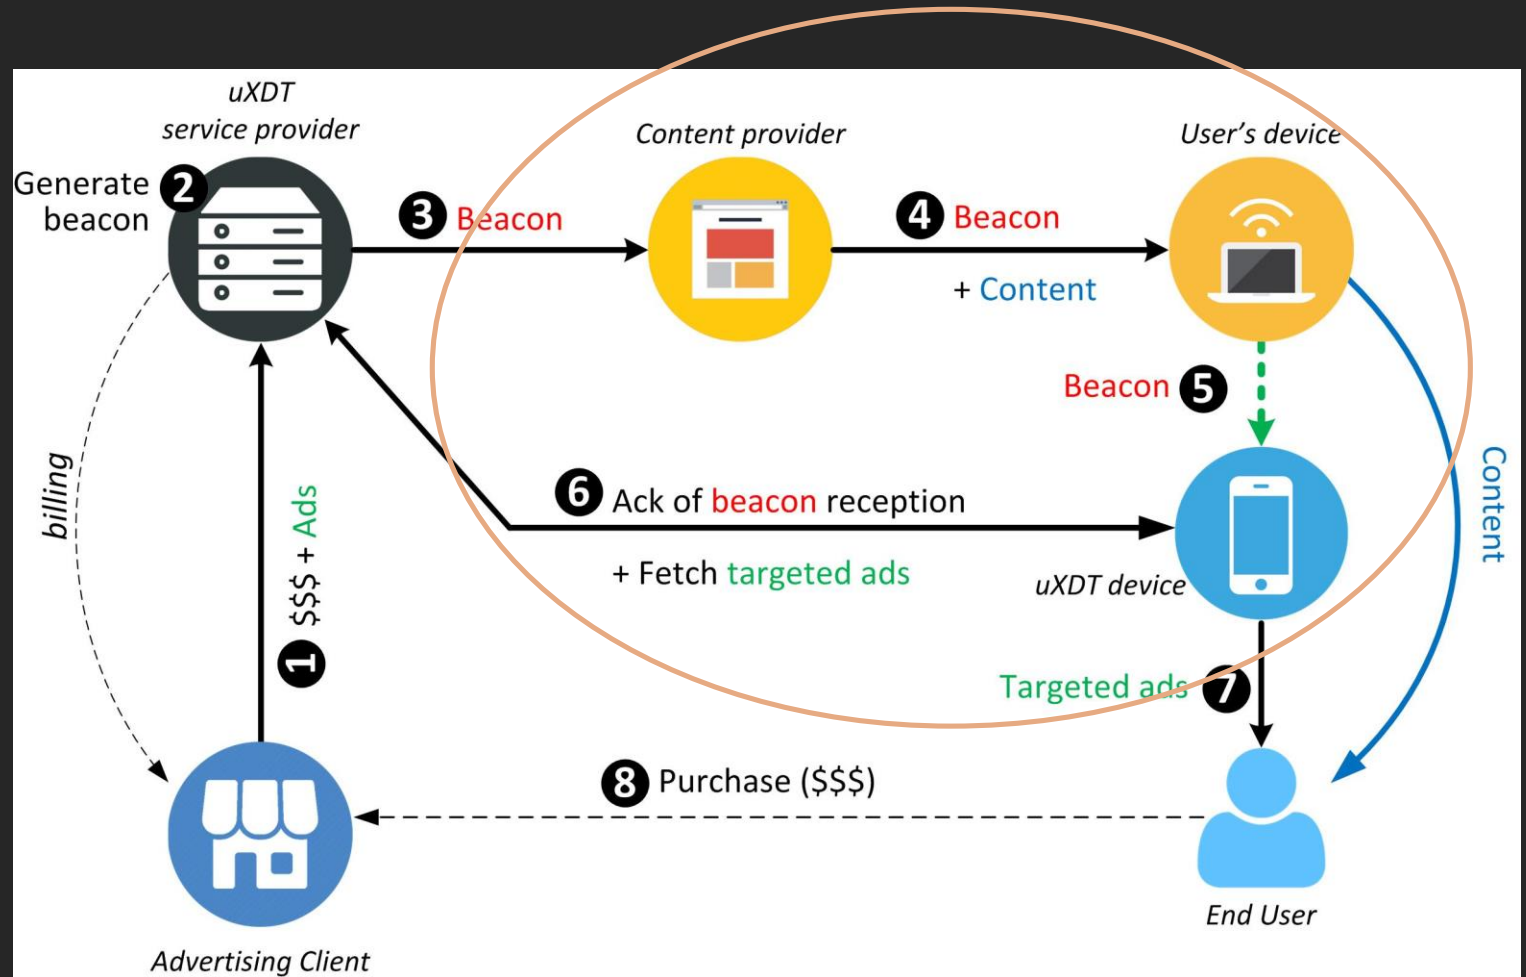 uXDT
service provider
Content provider
User's device
Generate
beacon
2
3 Beacon
4 Beacon
+ Content
Beacon 5
6 Ack of beacon reception
+ Fetch targeted ads
uXDT device
Content
billing
1 $$$ + Ads
Targeted ads 7
8 Purchase ($$$)
End User
Advertising Client